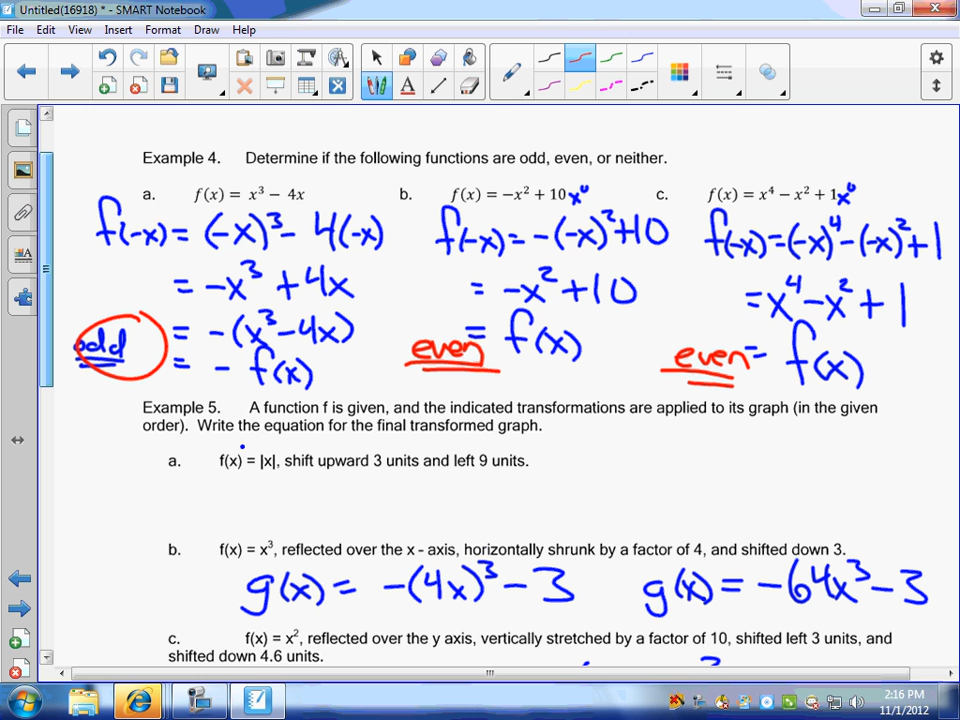 Untitled(16918) * - SMART Notebook
File Edit View Insert Format Draw Help
Example 4. Determine if the following functions are odd, even, or neither.
a. f(x) = x³ − 4x b. f(x) = −x² + 10x⁰ c. f(x) = x⁴ − x² + 1x⁰
f(-x) = (-x)³ - 4(-x) f(-x) = -(-x)² + 10 f(-x) = (-x)⁴ - (-x)² + 1
= -x³ + 4x = -x² + 10 = x⁴ - x² + 1
odd = -(x³ - 4x) even = f(x) even = f(x)
= - f(x)
Example 5. A function f is given, and the indicated transformations are applied to its graph (in the given
order). Write the equation for the final transformed graph.
a. f(x) = |x|, shift upward 3 units and left 9 units.
b. f(x) = x³, reflected over the x - axis, horizontally shrunk by a factor of 4, and shifted down 3.
g(x) = -(4x)³ - 3 g(x) = -64x³ - 3
c. f(x) = x², reflected over the y axis, vertically stretched by a factor of 10, shifted left 3 units, and
shifted down 4.6 units.
2:16 PM
11/1/2012